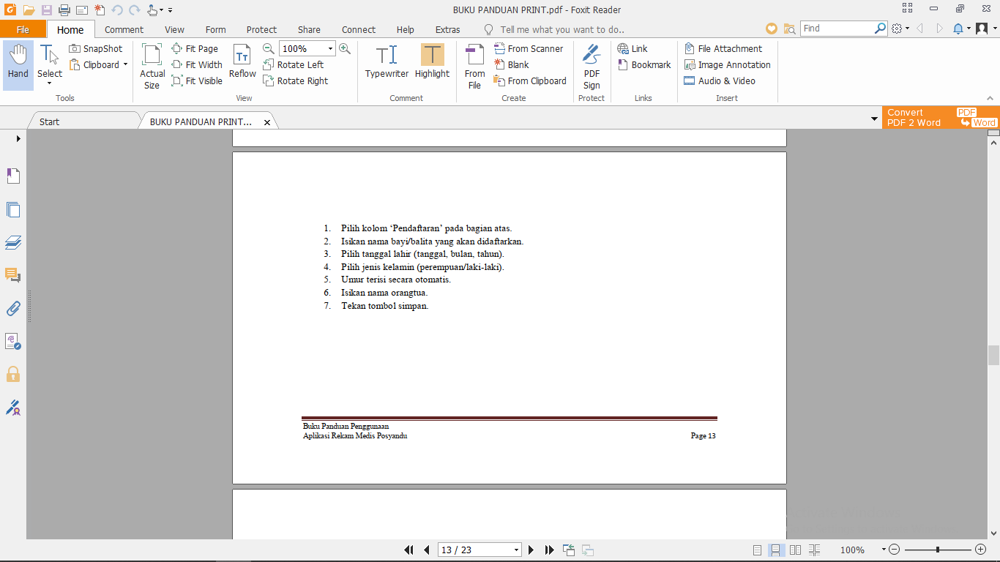 BUKU PANDUAN PRINT.pdf - Foxit Reader
File Home Comment View Form Protect Share Connect Help Extras Tell me what you want to do.. Find
Hand
Select
SnapShot
Clipboard
Tools
Actual Size
Fit Page
Fit Width
Fit Visible
Reflow
100%
Rotate Left
Rotate Right
View
Typewriter
Highlight
Comment
From File
From Scanner
Blank
From Clipboard
Create
PDF Sign
Protect
Link
Bookmark
Links
File Attachment
Image Annotation
Audio & Video
Insert
Start
BUKU PANDUAN PRINT...
Convert PDF
PDF 2 Word Word
1. Pilih kolom ‘Pendaftaran’ pada bagian atas.
2. Isikan nama bayi/balita yang akan didaftarkan.
3. Pilih tanggal lahir (tanggal, bulan, tahun).
4. Pilih jenis kelamin (perempuan/laki-laki).
5. Umur terisi secara otomatis.
6. Isikan nama orangtua.
7. Tekan tombol simpan.
Buku Panduan Penggunaan
Aplikasi Rekam Medis Posyandu Page 13
13 / 23
100%